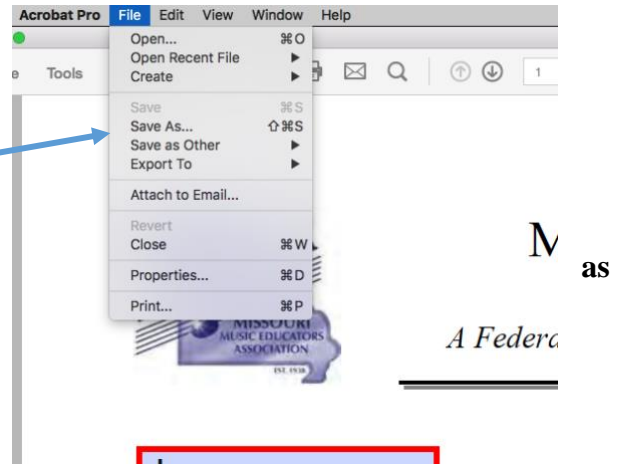 Acrobat Pro File Edit View Window Help
Open... ⌘O
Open Recent File ▶
Create ▶
Tools
1
Save ⌘S
Save As... ⇧⌘S
Save as Other ▶
Export To ▶
Attach to Email...
Revert
Close ⌘W
Properties... ⌘D
Print... ⌘P
M
as
MISSOURI
MUSIC EDUCATORS
ASSOCIATION
EST. 1938
A Federa